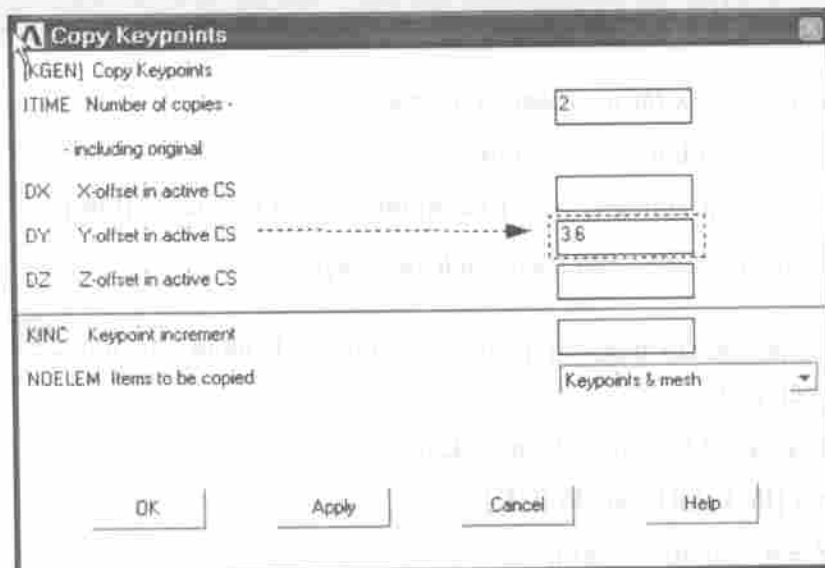 Copy Keypoints
[KGEN] Copy Keypoints
ITIME Number of copies - 2
- including original
DX X-offset in active CS
DY Y-offset in active CS 3.6
DZ Z-offset in active CS
KINC Keypoint increment
NOELEM Items to be copied Keypoints & mesh
OK Apply Cancel Help